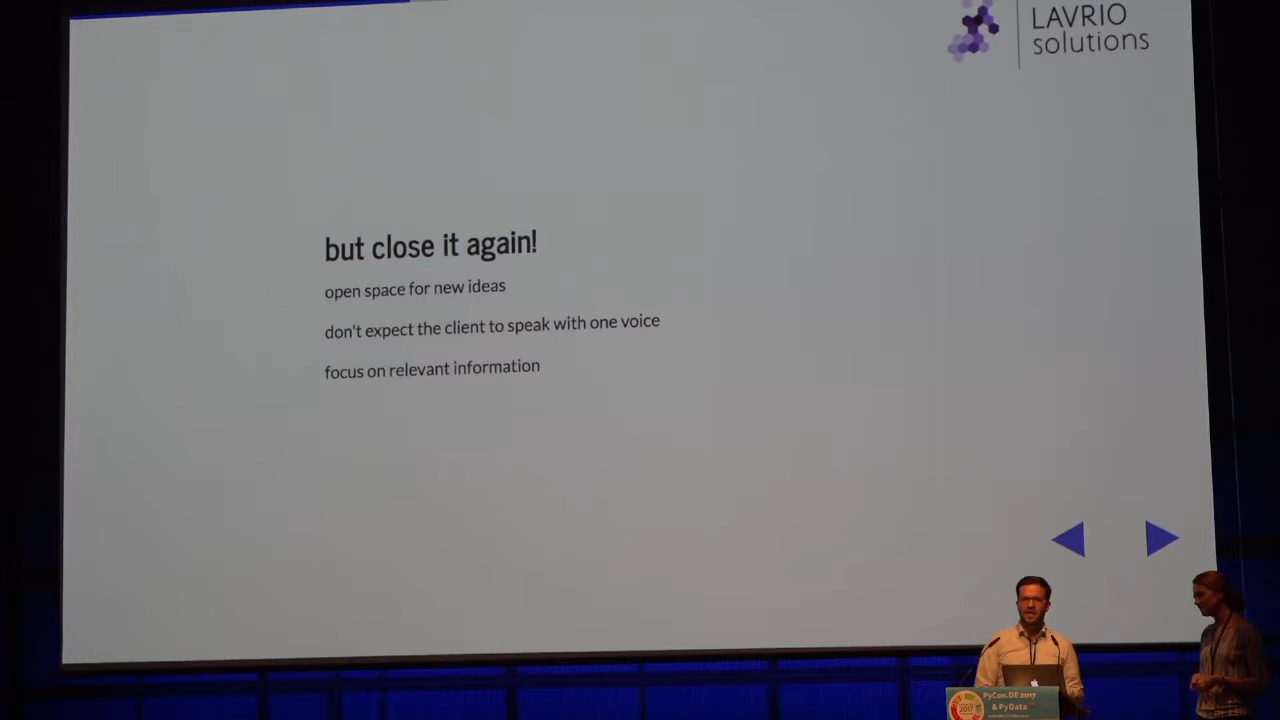 LAVRIO
solutions
but close it again!
open space for new ideas
don't expect the client to speak with one voice
focus on relevant information
PyCon.DE 2017
& PyData
2017